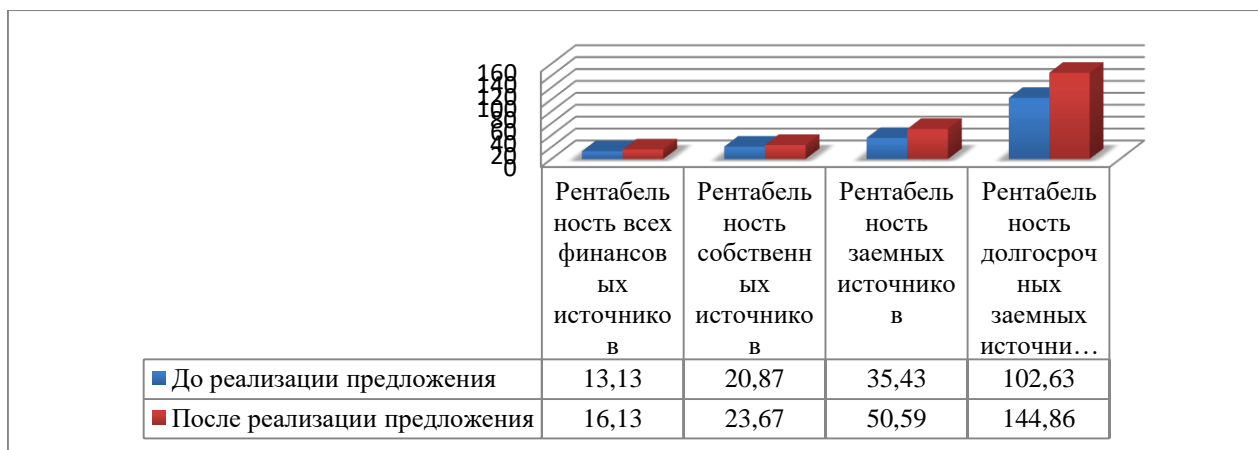 160
140
120
100
80
60
40
20
0
Рентабель
ность всех
финансов
ых
источнико
в
Рентабель
ность
собственн
ых
источнико
в
Рентабель
ность
заемных
источнико
в
Рентабель
ность
долгосроч
ных
заемных
источни…
До реализации предложения 13,13 20,87 35,43 102,63
После реализации предложения 16,13 23,67 50,59 144,86